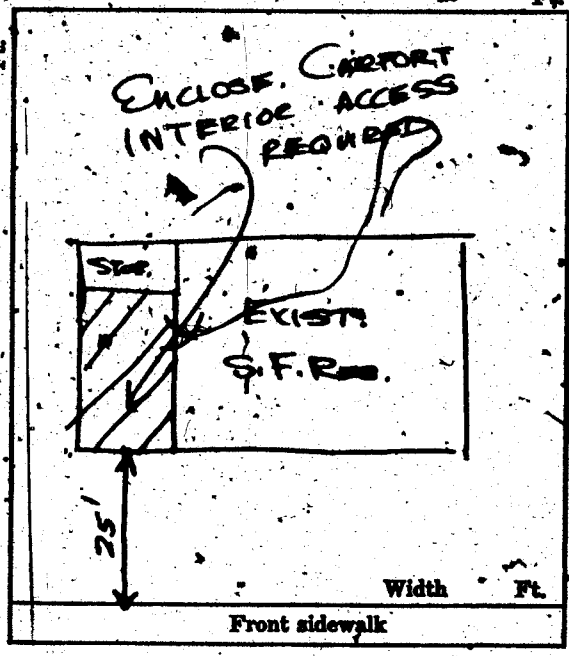 ENCLOSE. CARPORT
INTERIOR ACCESS
REQUIRED
STOR.
EXIST'
S.F.Res.
25'
Width Ft.
Front sidewalk